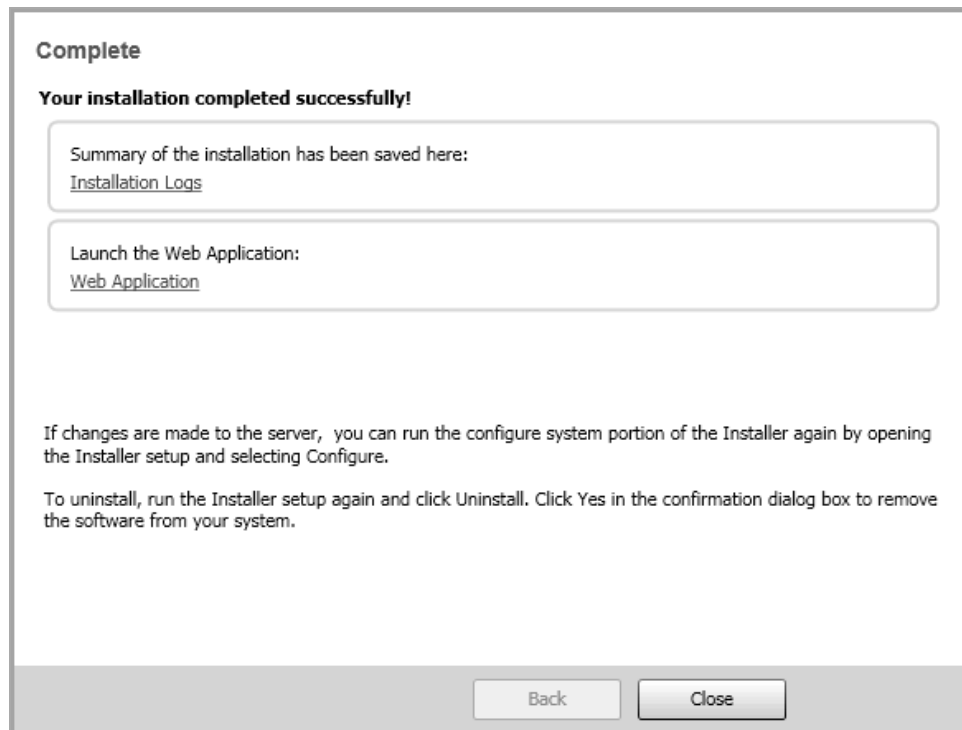 Complete
Your installation completed successfully!
Summary of the installation has been saved here:
Installation Logs
Launch the Web Application:
Web Application
If changes are made to the server,  you can run the configure system portion of the Installer again by opening
the Installer setup and selecting Configure.
To uninstall, run the Installer setup again and click Uninstall. Click Yes in the confirmation dialog box to remove
the software from your system.
Back
Close